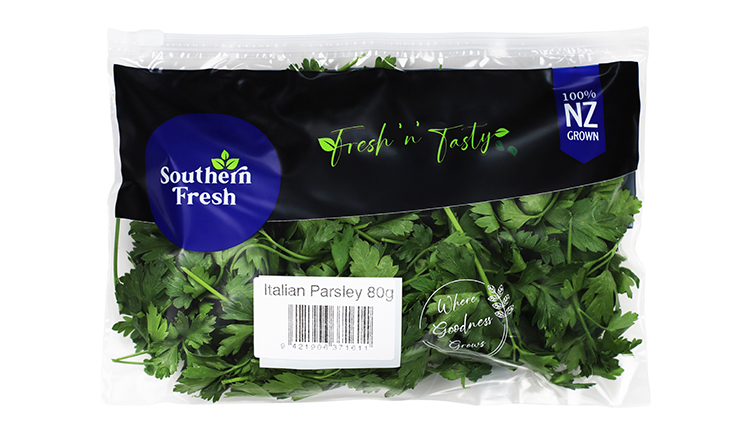 100%
NZ
GROWN
Fresh 'n' Tasty
Southern
Fresh
Italian Parsley 80g
9 421906 371611
Where
Goodness
Grows